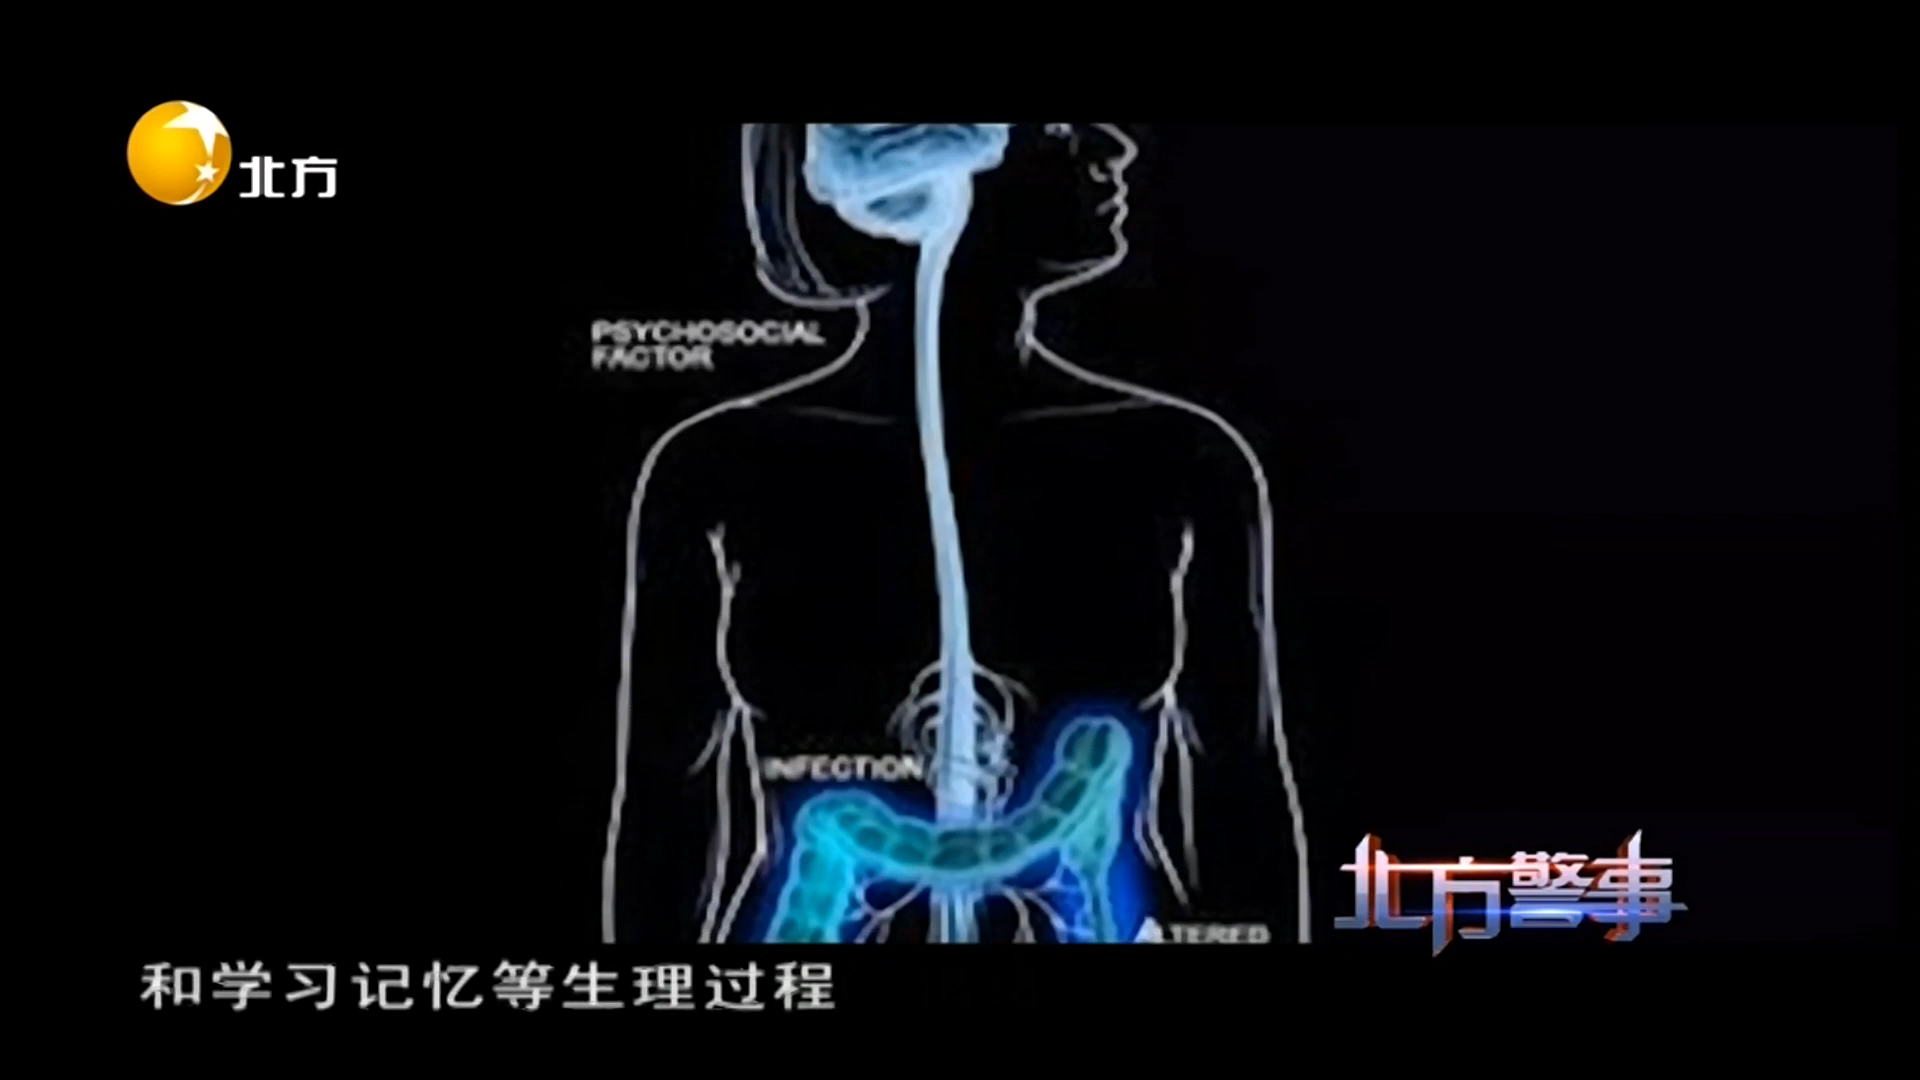 北方
PSYCHOSOCIAL
FACTOR
INFECTION
ALTERED
北方警事
和学习记忆等生理过程